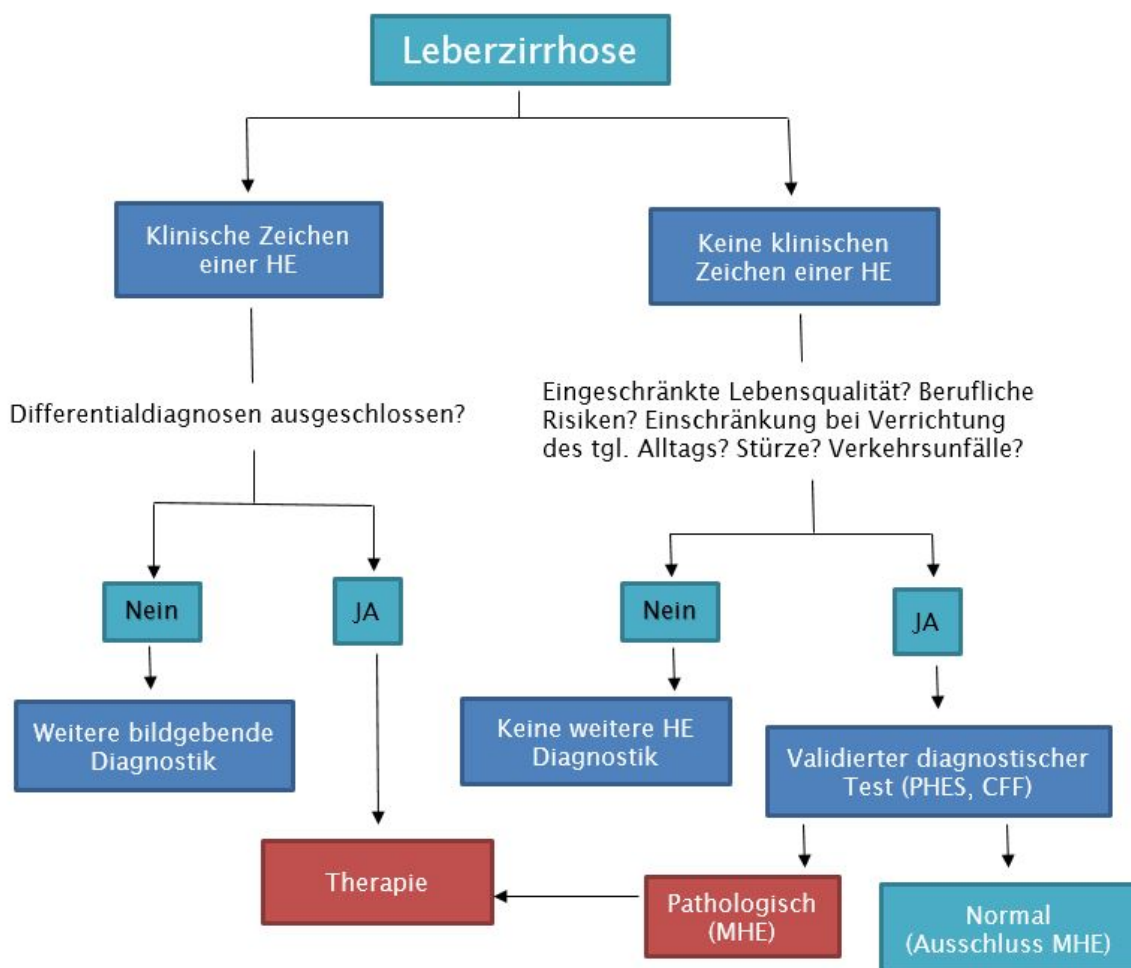 Leberzirrhose
Klinische Zeichen
einer HE
Keine klinischen
Zeichen einer HE
Differentialdiagnosen ausgeschlossen?
Eingeschränkte Lebensqualität? Berufliche
Risiken? Einschränkung bei Verrichtung
des tgl. Alltags? Stürze? Verkehrsunfälle?
Nein
JA
Nein
JA
Weitere bildgebende
Diagnostik
Keine weitere HE
Diagnostik
Validierter diagnostischer
Test (PHES, CFF)
Therapie
Pathologisch
(MHE)
Normal
(Ausschluss MHE)